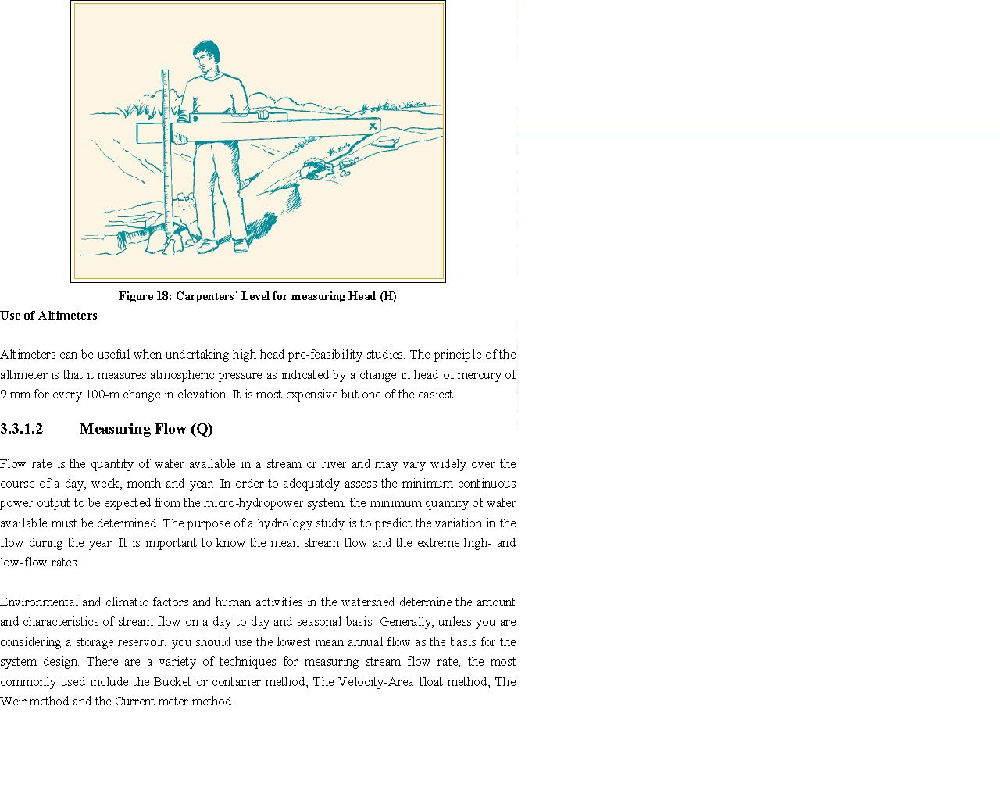 X
Figure 18: Carpenters' Level for measuring Head (H)
Use of Altimeters
Altimeters can be useful when undertaking high head pre-feasibility studies. The principle of the
altimeter is that it measures atmospheric pressure as indicated by a change in head of mercury of
9 mm for every 100-m change in elevation. It is most expensive but one of the easiest.
3.3.1.2 Measuring Flow (Q)
Flow rate is the quantity of water available in a stream or river and may vary widely over the
course of a day, week, month and year. In order to adequately assess the minimum continuous
power output to be expected from the micro-hydropower system, the minimum quantity of water
available must be determined. The purpose of a hydrology study is to predict the variation in the
flow during the year. It is important to know the mean stream flow and the extreme high- and
low-flow rates.
Environmental and climatic factors and human activities in the watershed determine the amount
and characteristics of stream flow on a day-to-day and seasonal basis. Generally, unless you are
considering a storage reservoir, you should use the lowest mean annual flow as the basis for the
system design. There are a variety of techniques for measuring stream flow rate; the most
commonly used include the Bucket or container method; The Velocity-Area float method; The
Weir method and the Current meter method.